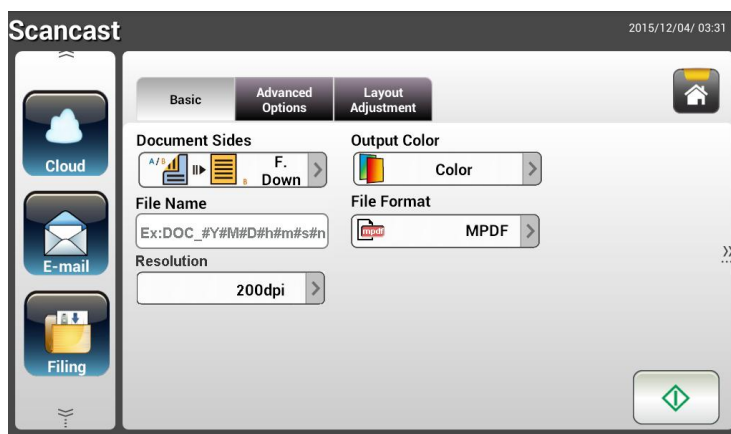 Scancast
2015/12/04/ 03:31
Cloud
E-mail
Filing
Basic
Advanced
Options
Layout
Adjustment
Document Sides
Output Color
A/B
B
F.
Down
Color
File Name
File Format
Ex:DOC_#Y#M#D#h#m#s#n
mpdf
MPDF
Resolution
200dpi